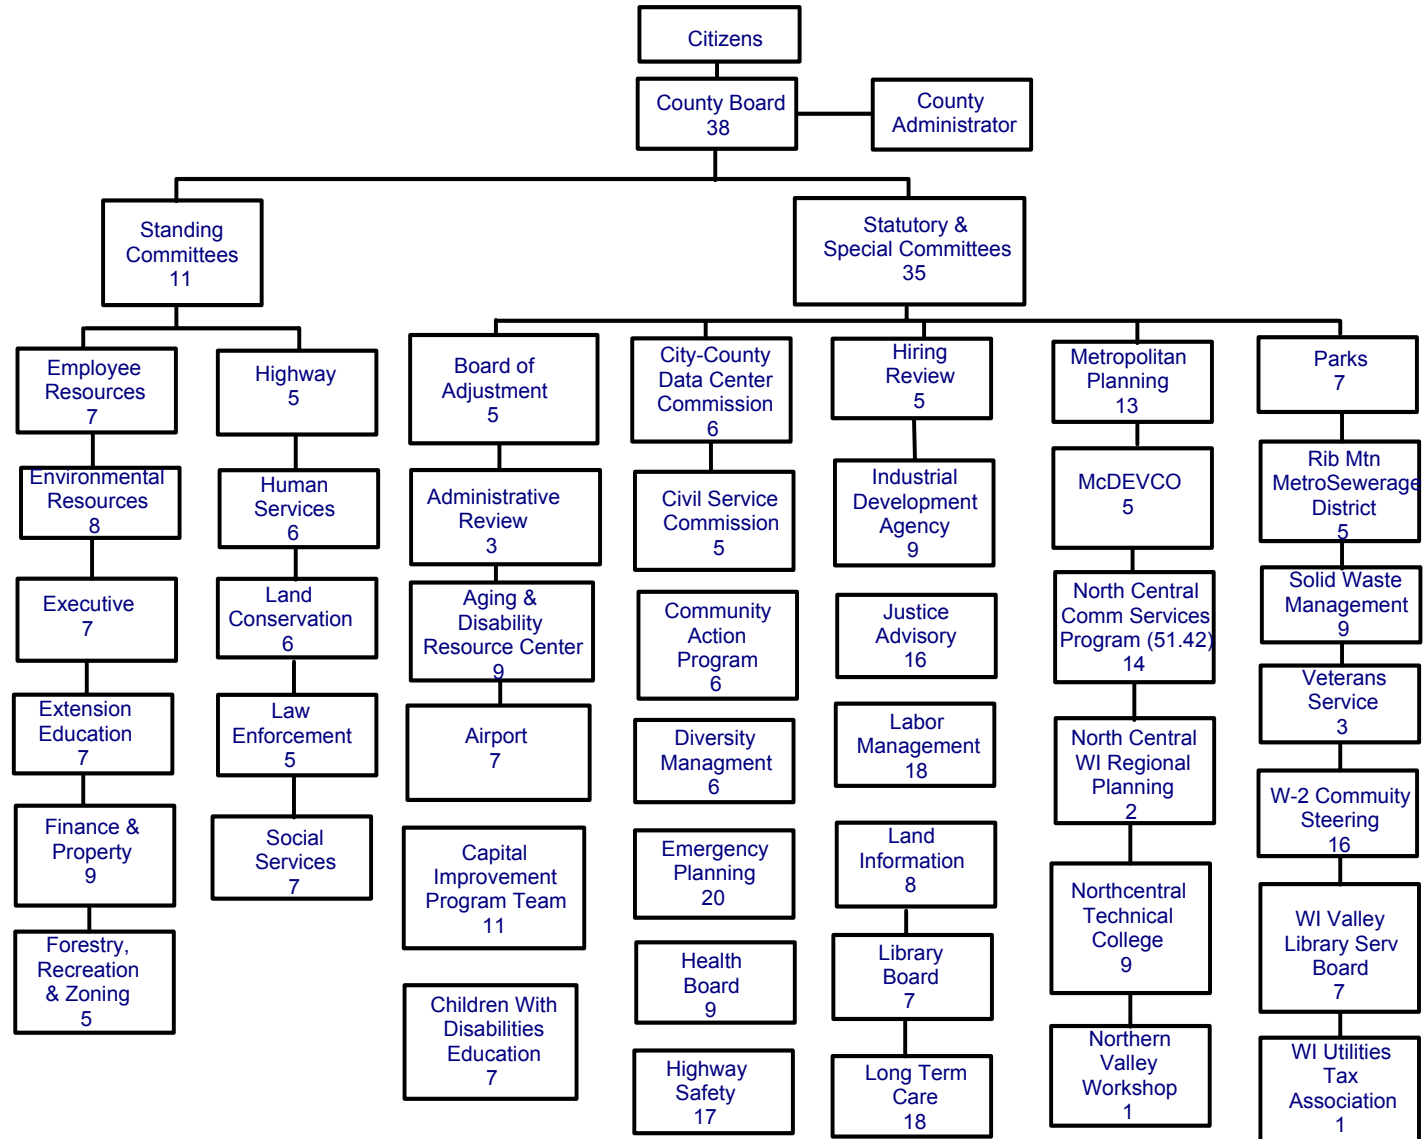 Citizens
County Board
38
County
Administrator
Standing
Committees
11
Statutory &
Special Committees
35
Employee
Resources
7
Environmental
Resources
8
Executive
7
Extension
Education
7
Finance &
Property
9
Forestry,
Recreation
& Zoning
5
Highway
5
Human
Services
6
Land
Conservation
6
Law
Enforcement
5
Social
Services
7
Board of
Adjustment
5
Administrative
Review
3
Aging &
Disability
Resource Center
9
Airport
7
Capital
Improvement
Program Team
11
Children With
Disabilities
Education
7
City-County
Data Center
Commission
6
Civil Service
Commission
5
Community
Action
Program
6
Diversity
Managment
6
Emergency
Planning
20
Health
Board
9
Highway
Safety
17
Hiring
Review
5
Industrial
Development
Agency
9
Justice
Advisory
16
Labor
Management
18
Land
Information
8
Library
Board
7
Long Term
Care
18
Metropolitan
Planning
13
McDEVCO
5
North Central
Comm Services
Program (51.42)
14
North Central
WI Regional
Planning
2
Northcentral
Technical
College
9
Northern
Valley
Workshop
1
Parks
7
Rib Mtn
MetroSewerage
District
5
Solid Waste
Management
9
Veterans
Service
3
W-2 Commuity
Steering
16
WI Valley
Library Serv
Board
7
WI Utilities
Tax
Association
1